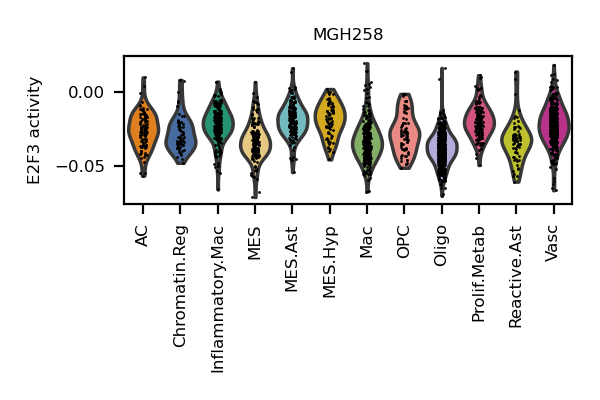 MGH258
E2F3 activity
0.00
−0.05
AC
Chromatin.Reg
Inflammatory.Mac
MES
MES.Ast
MES.Hyp
Mac
OPC
Oligo
Prolif.Metab
Reactive.Ast
Vasc